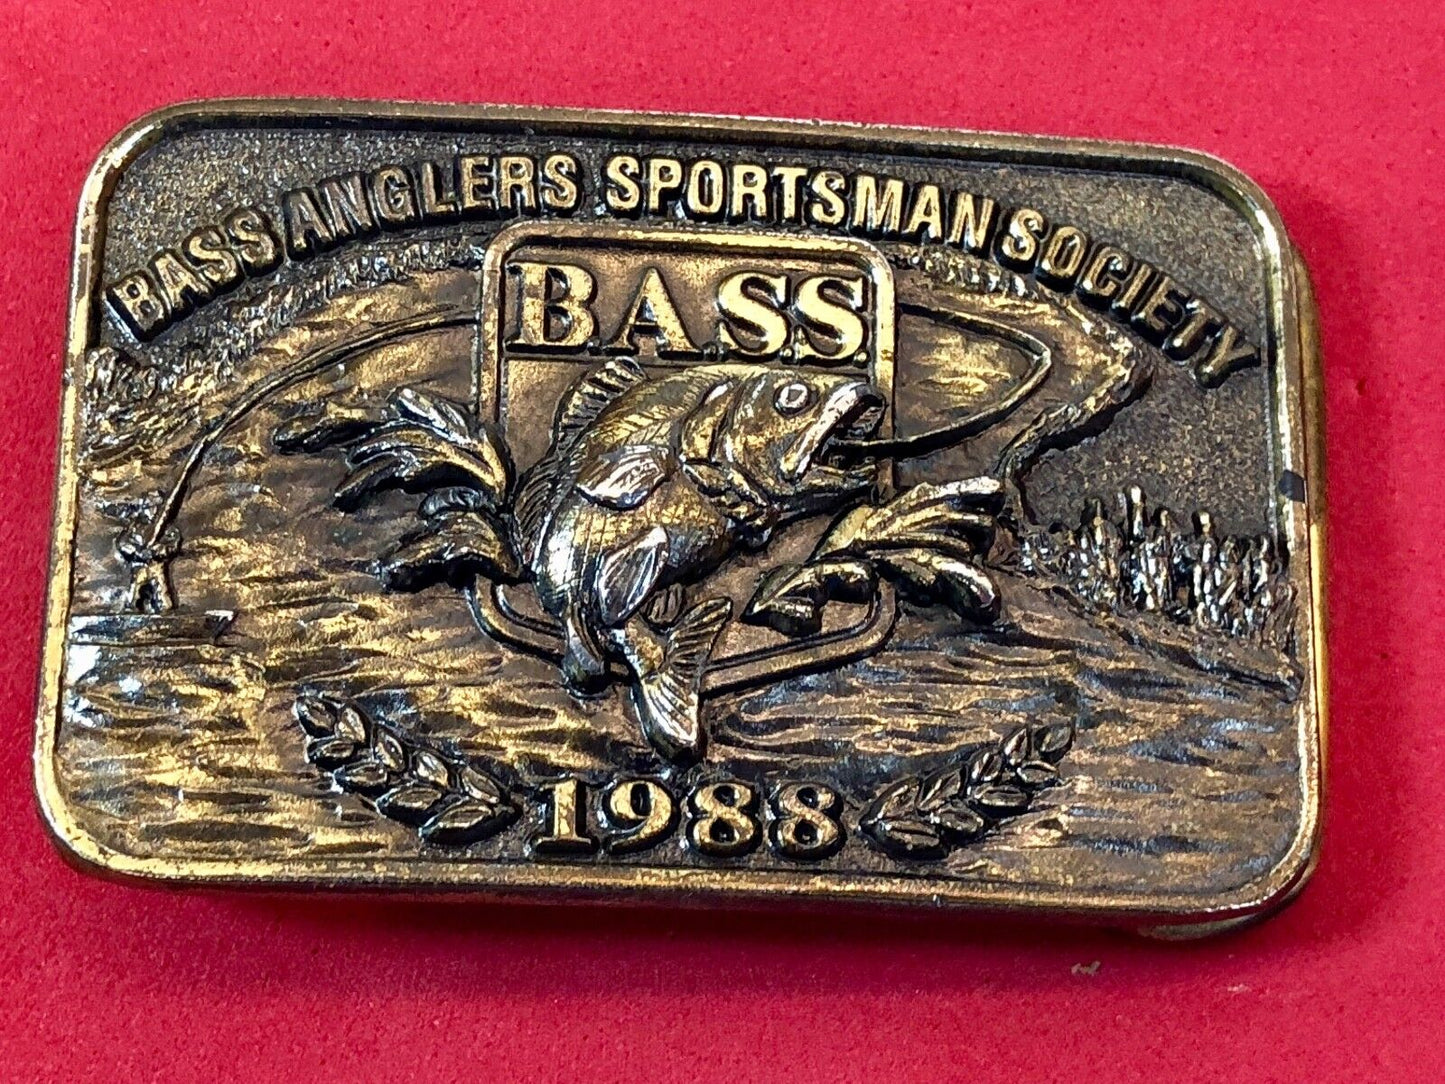 BASS ANGLERS SPORTSMAN SOCIETY
B.A.S.S.
1988